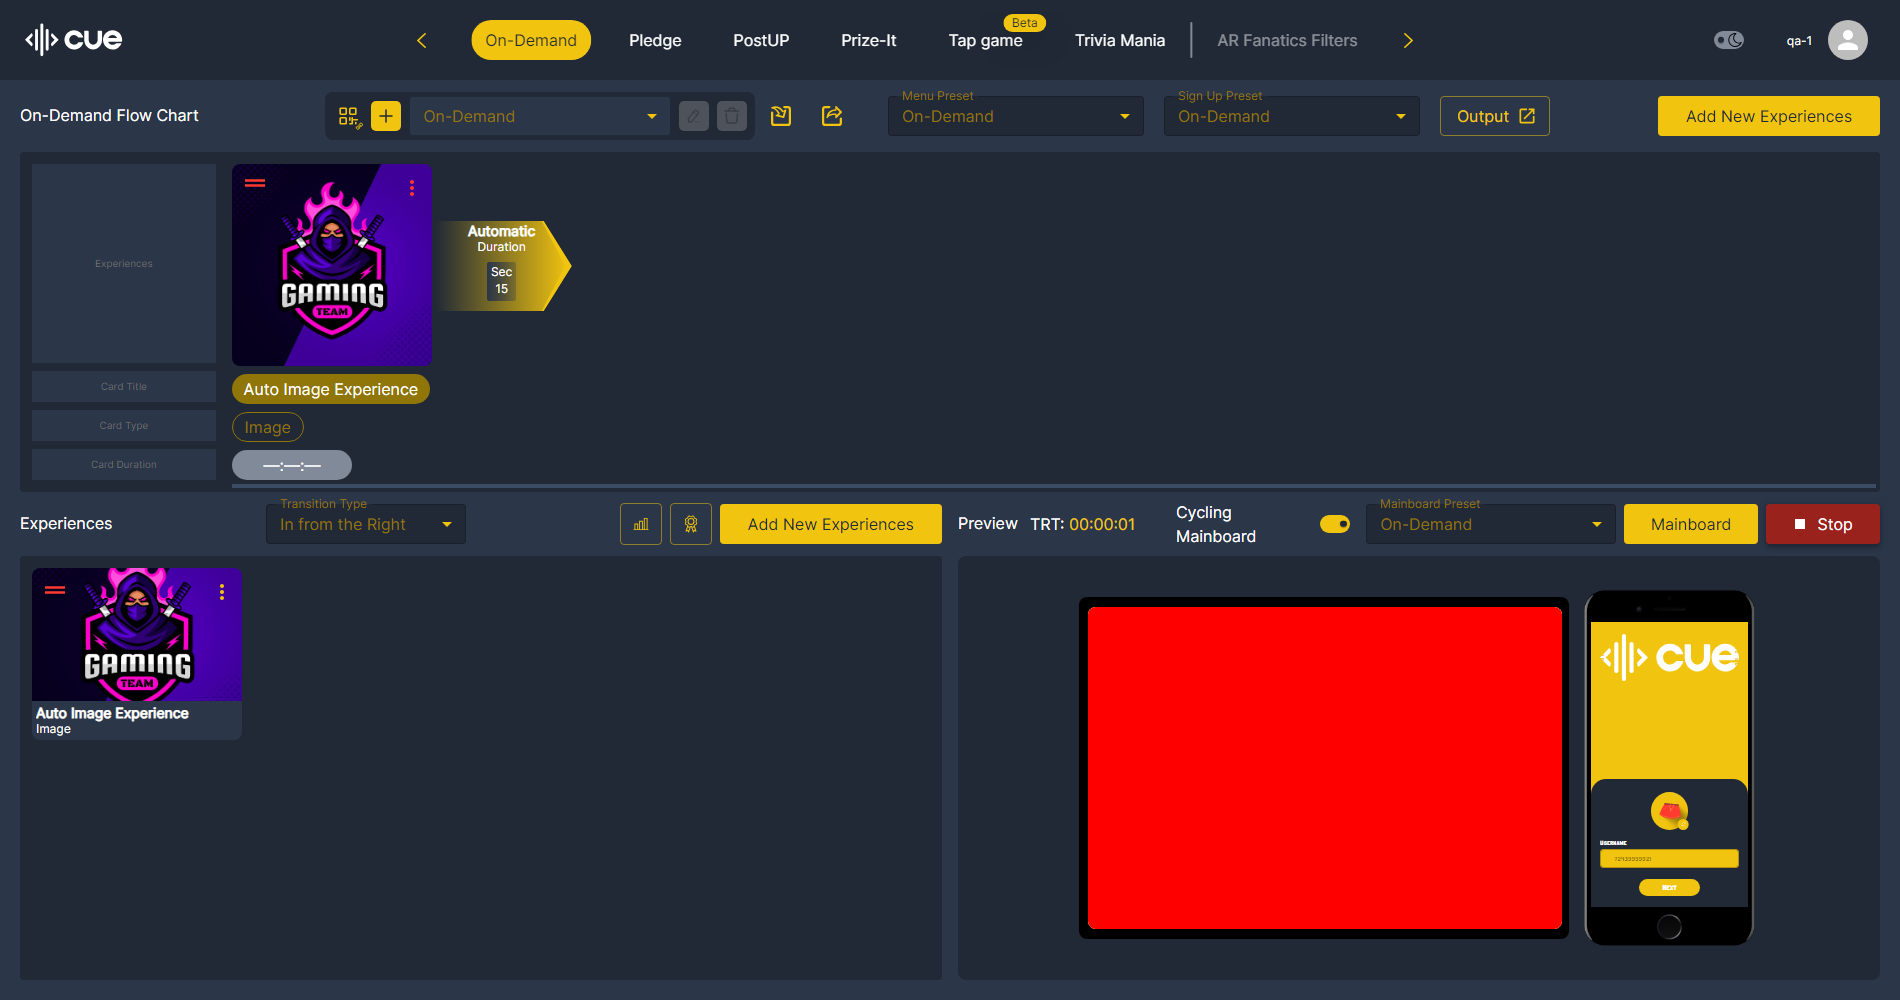 cue
On-Demand
Pledge
PostUP
Prize-It
Beta
Tap game
Trivia Mania
AR Fanatics Filters
qa-1
On-Demand Flow Chart
On-Demand
Menu Preset
On-Demand
Sign Up Preset
On-Demand
Output
Add New Experiences
Experiences
GAMING
TEAM
Automatic
Duration
Sec
15
Card Title
Auto Image Experience
Card Type
Image
Card Duration
—:—:—
Experiences
Transition Type
In from the Right
Add New Experiences
Preview
TRT: 00:00:01
Cycling
Mainboard
Mainboard Preset
On-Demand
Mainboard
Stop
GAMING
TEAM
Auto Image Experience
Image
cue
USERNAME
NEXT